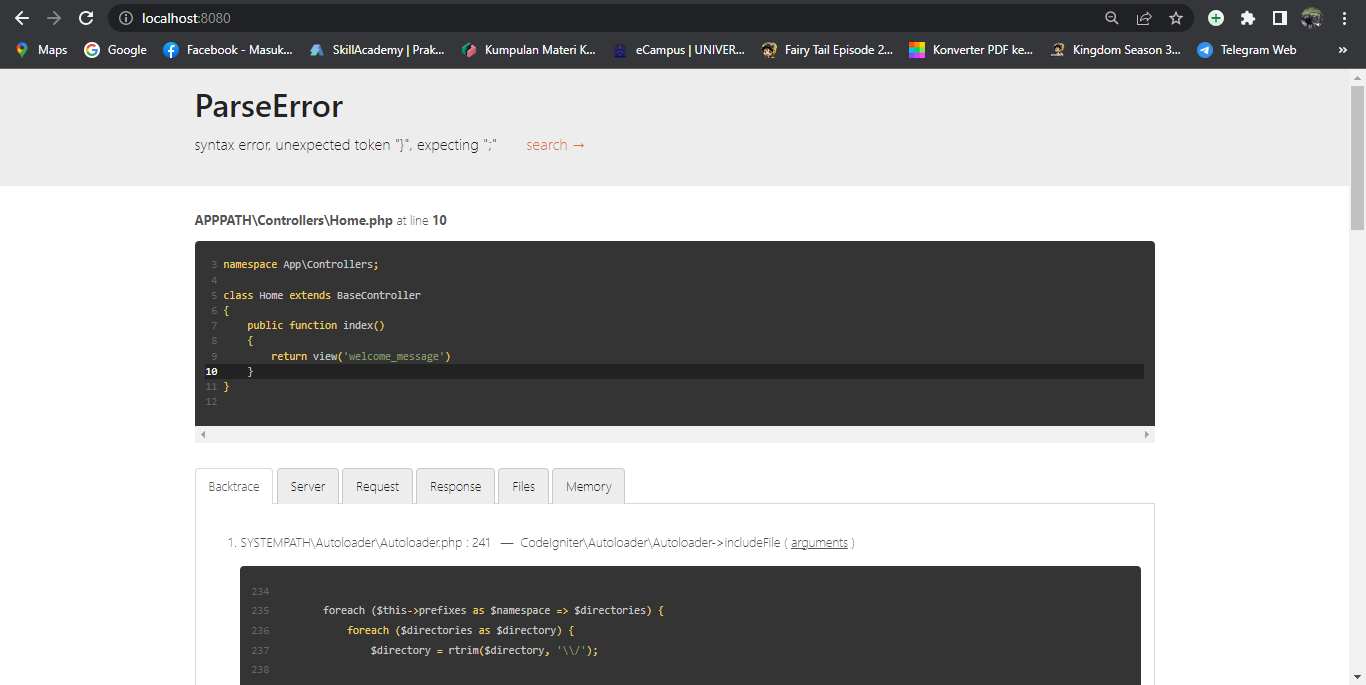 localhost:8080
Maps Google Facebook - Masuk... SkillAcademy | Prak... Kumpulan Materi K... eCampus | UNIVER... Fairy Tail Episode 2... Konverter PDF ke... Kingdom Season 3... Telegram Web »
ParseError
syntax error, unexpected token "}", expecting ";" search →
APPPATH\Controllers\Home.php at line 10
3 namespace App\Controllers;
4
5 class Home extends BaseController
6 {
7     public function index()
8     {
9         return view('welcome_message')
10     }
11 }
12
Backtrace Server Request Response Files Memory
1. SYSTEMPATH\Autoloader\Autoloader.php : 241 — CodeIgniter\Autoloader\Autoloader->includeFile ( arguments )
234
235         foreach ($this->prefixes as $namespace => $directories) {
236             foreach ($directories as $directory) {
237                 $directory = rtrim($directory, '\\/');
238